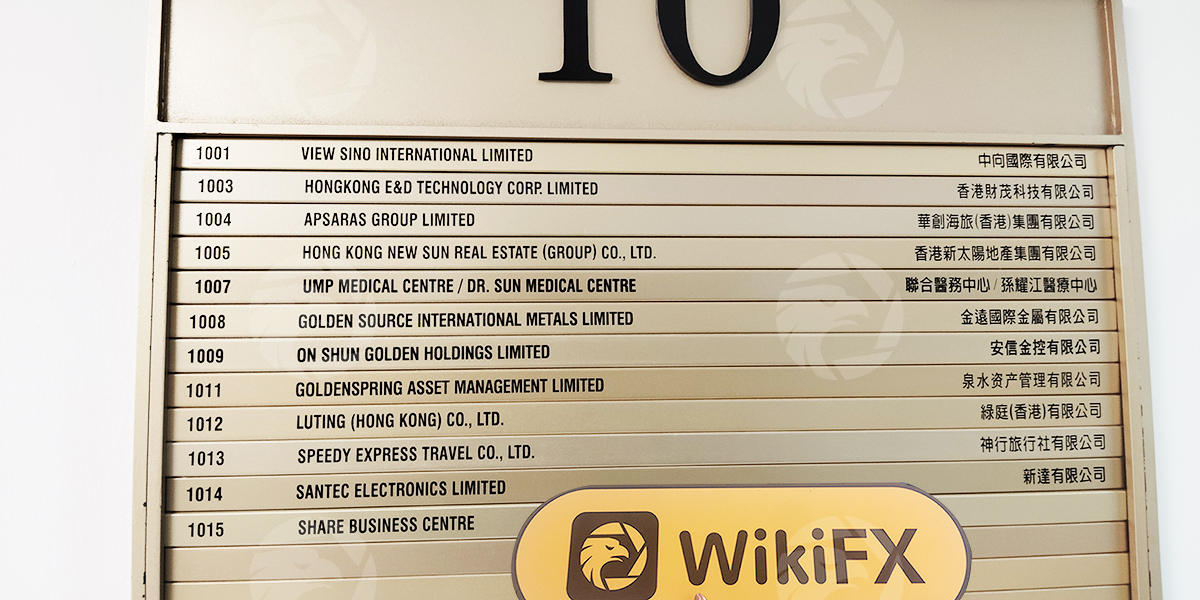 10
1001 VIEW SINO INTERNATIONAL LIMITED 中向國際有限公司
1003 HONGKONG E&D TECHNOLOGY CORP. LIMITED 香港財茂科技有限公司
1004 APSARAS GROUP LIMITED 華創海旅(香港)集團有限公司
1005 HONG KONG NEW SUN REAL ESTATE (GROUP) CO., LTD. 香港新太陽地產集團有限公司
1007 UMP MEDICAL CENTRE / DR. SUN MEDICAL CENTRE 聯合醫務中心 / 孫耀江醫療中心
1008 GOLDEN SOURCE INTERNATIONAL METALS LIMITED 金遠國際金屬有限公司
1009 ON SHUN GOLDEN HOLDINGS LIMITED 安信金控有限公司
1011 GOLDENSPRING ASSET MANAGEMENT LIMITED 泉水资产管理有限公司
1012 LUTING (HONG KONG) CO., LTD. 綠庭(香港)有限公司
1013 SPEEDY EXPRESS TRAVEL CO., LTD. 神行旅行社有限公司
1014 SANTEC ELECTRONICS LIMITED 新達有限公司
1015 SHARE BUSINESS CENTRE
WikiFX